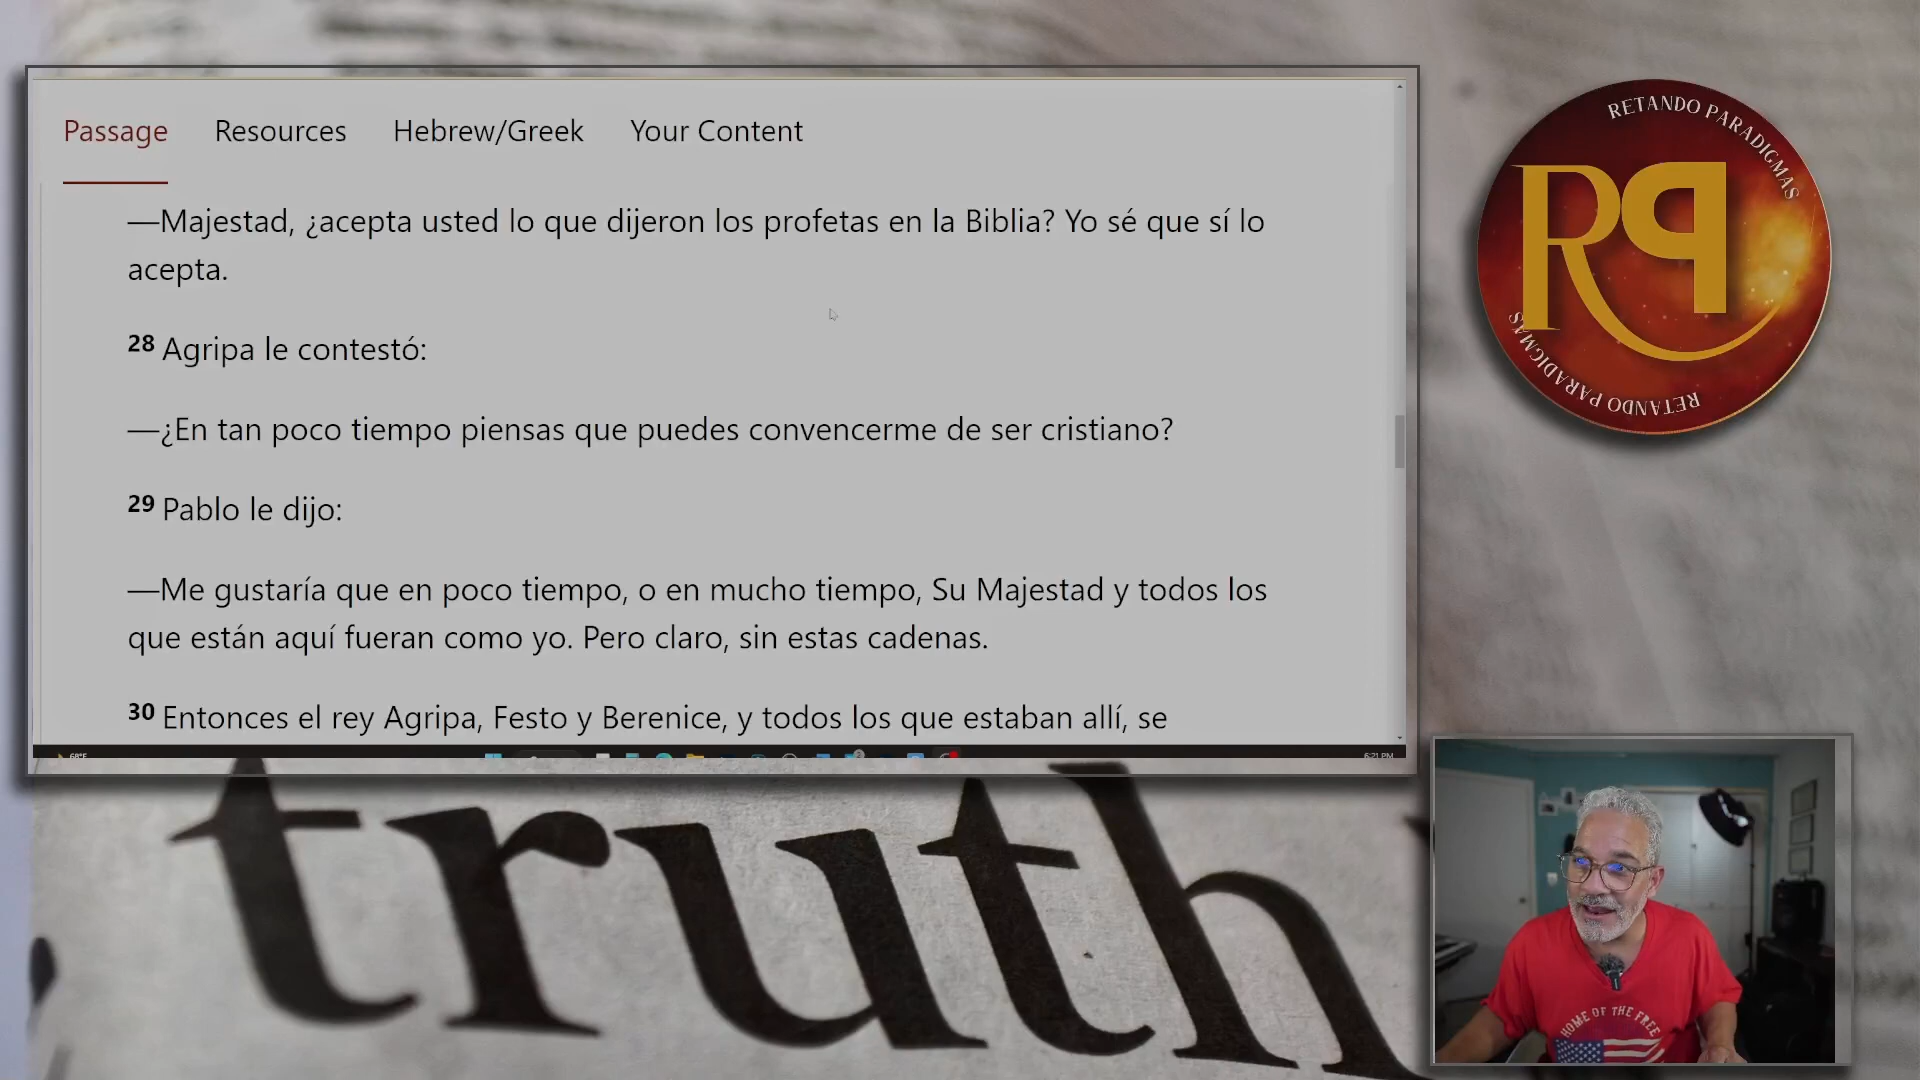 Passage Resources Hebrew/Greek Your Content
—Majestad, ¿acepta usted lo que dijeron los profetas en la Biblia? Yo sé que sí lo
acepta.
28 Agripa le contestó:
—¿En tan poco tiempo piensas que puedes convencerme de ser cristiano?
29 Pablo le dijo:
—Me gustaría que en poco tiempo, o en mucho tiempo, Su Majestad y todos los
que están aquí fueran como yo. Pero claro, sin estas cadenas.
30 Entonces el rey Agripa, Festo y Berenice, y todos los que estaban allí, se
68°F
6:21 PM
RETANDO PARADIGMAS
RP
RETANDO PARADIGMAS
truth
HOME OF THE FREE